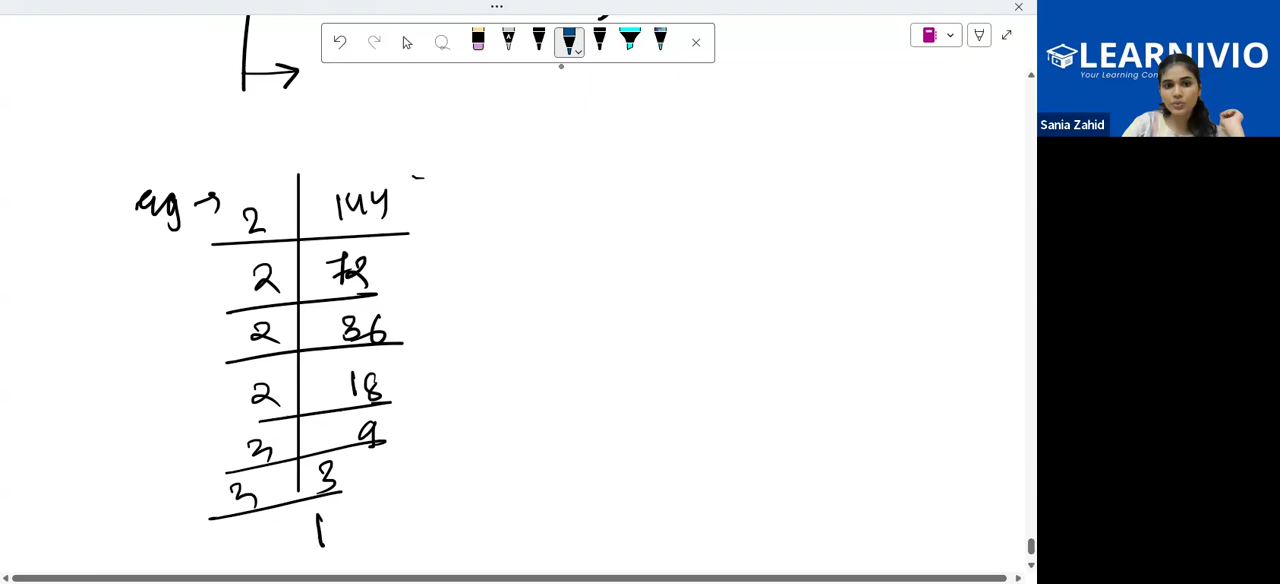 LEARNIVIO
Your Learning Con
Sania Zahid
eg → 2 144
2 72
2 36
2 18
3 9
3 3
1